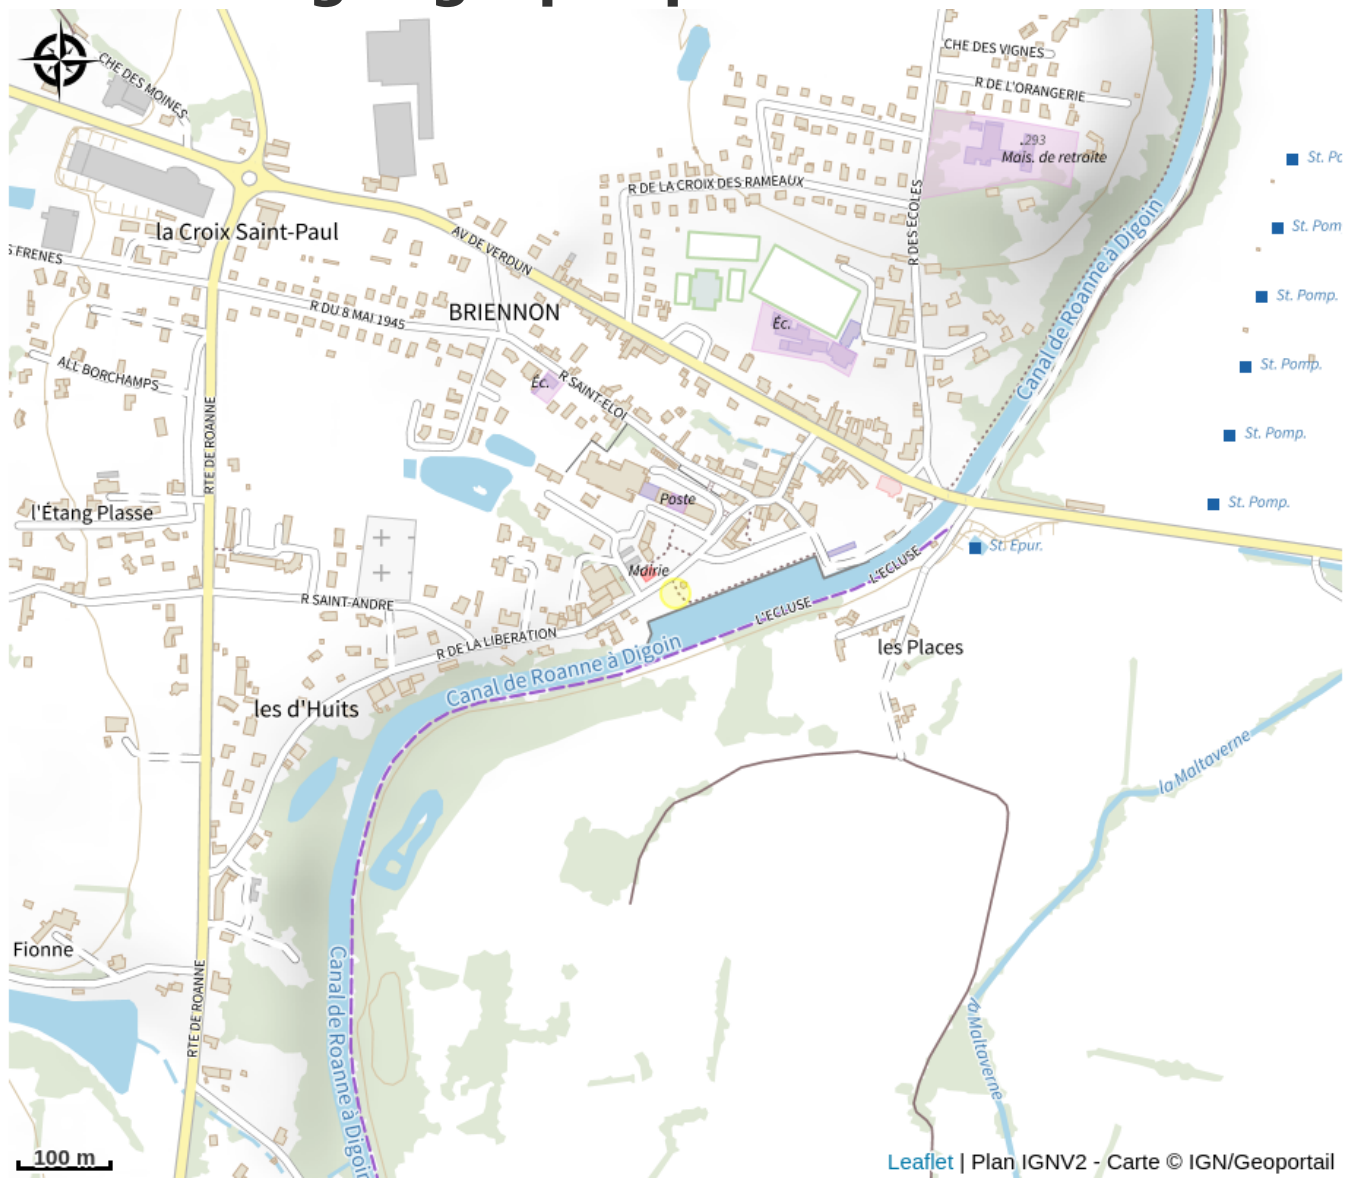 CHE DES VIGNES
CHE DES MOINES
R DE L'ORANGERIE
.293
Mais. de retraite
St. Pc
R DE LA CROIX DES RAMEAUX
R DES ECOLES
la Croix Saint-Paul
AV DE VERDUN
St. Pom
Canal de Roanne à Digoin
S FRENES
St. Pomp.
R DU 8 MAI 1945
BRIENNON
Éc.
St. Pomp.
ALL BORCHAMPS
Éc.
R SAINT-ELOI
RTE DE ROANNE
St. Pomp.
Poste
St. Pomp.
l'Étang Plasse
St. Epur.
Mairie
L'ECLUSE
R SAINT-ANDRE
L'ECLUSE
R DE LA LIBERATION
les Places
Canal de Roanne à Digoin
les d'Huits
la Maltaverne
Fionne
RTE DE ROANNE
Canal de Roanne à Digoin
la Maltaverne
100 m
Leaflet | Plan IGNV2 - Carte © IGN/Geoportail